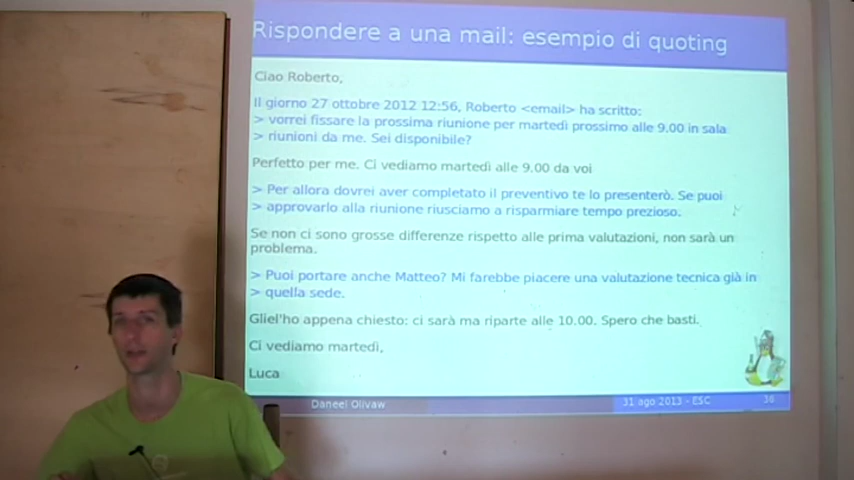 Rispondere a una mail: esempio di quoting
Ciao Roberto,
Il giorno 27 ottobre 2012 12:56, Roberto <email> ha scritto:
> vorrei fissare la prossima riunione per martedì prossimo alle 9.00 in sala
> riunioni da me. Sei disponibile?
Perfetto per me. Ci vediamo martedì alle 9.00 da voi
> Per allora dovrei aver completato il preventivo te lo presenterò. Se puoi
> approvarlo alla riunione riusciamo a risparmiare tempo prezioso.
Se non ci sono grosse differenze rispetto alle prima valutazioni, non sarà un
problema.
> Puoi portare anche Matteo? Mi farebbe piacere una valutazione tecnica già in
> quella sede.
Gliel'ho appena chiesto: ci sarà ma riparte alle 10.00. Spero che basti.
Ci vediamo martedì,
Luca
Daneel Olivaw
31 ago 2013 - ESC
36